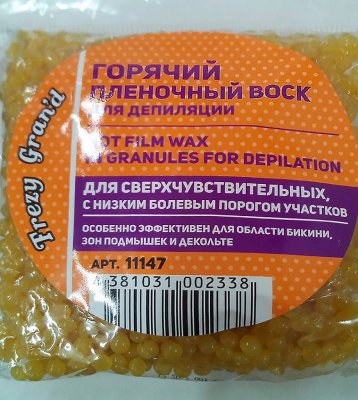 ГОРЯЧИЙ
ПЛЕНОЧНЫЙ ВОСК
ДЛЯ ДЕПИЛЯЦИИ
HOT FILM WAX
IN GRANULES FOR DEPILATION
Frezy Gran'd
ДЛЯ СВЕРХЧУВСТВИТЕЛЬНЫХ,
С НИЗКИМ БОЛЕВЫМ ПОРОГОМ УЧАСТКОВ
ОСОБЕННО ЭФФЕКТИВЕН ДЛЯ ОБЛАСТИ БИКИНИ,
ЗОН ПОДМЫШЕК И ДЕКОЛЬТЕ
АРТ. 11147
4 381031 002338